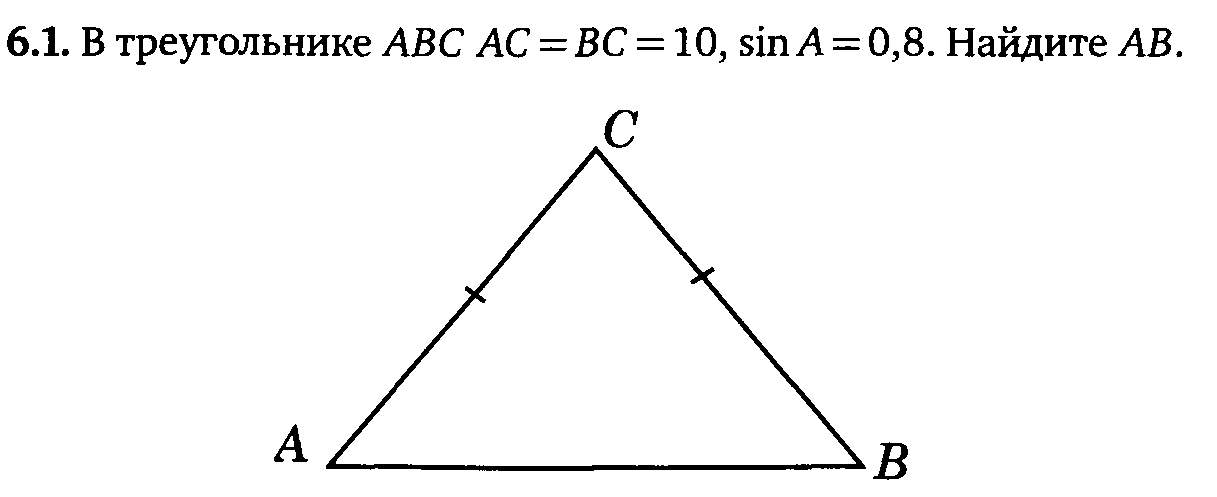 6.1. В треугольнике ABC AC = BC = 10, sin A = 0,8. Найдите AB.
C
A
B